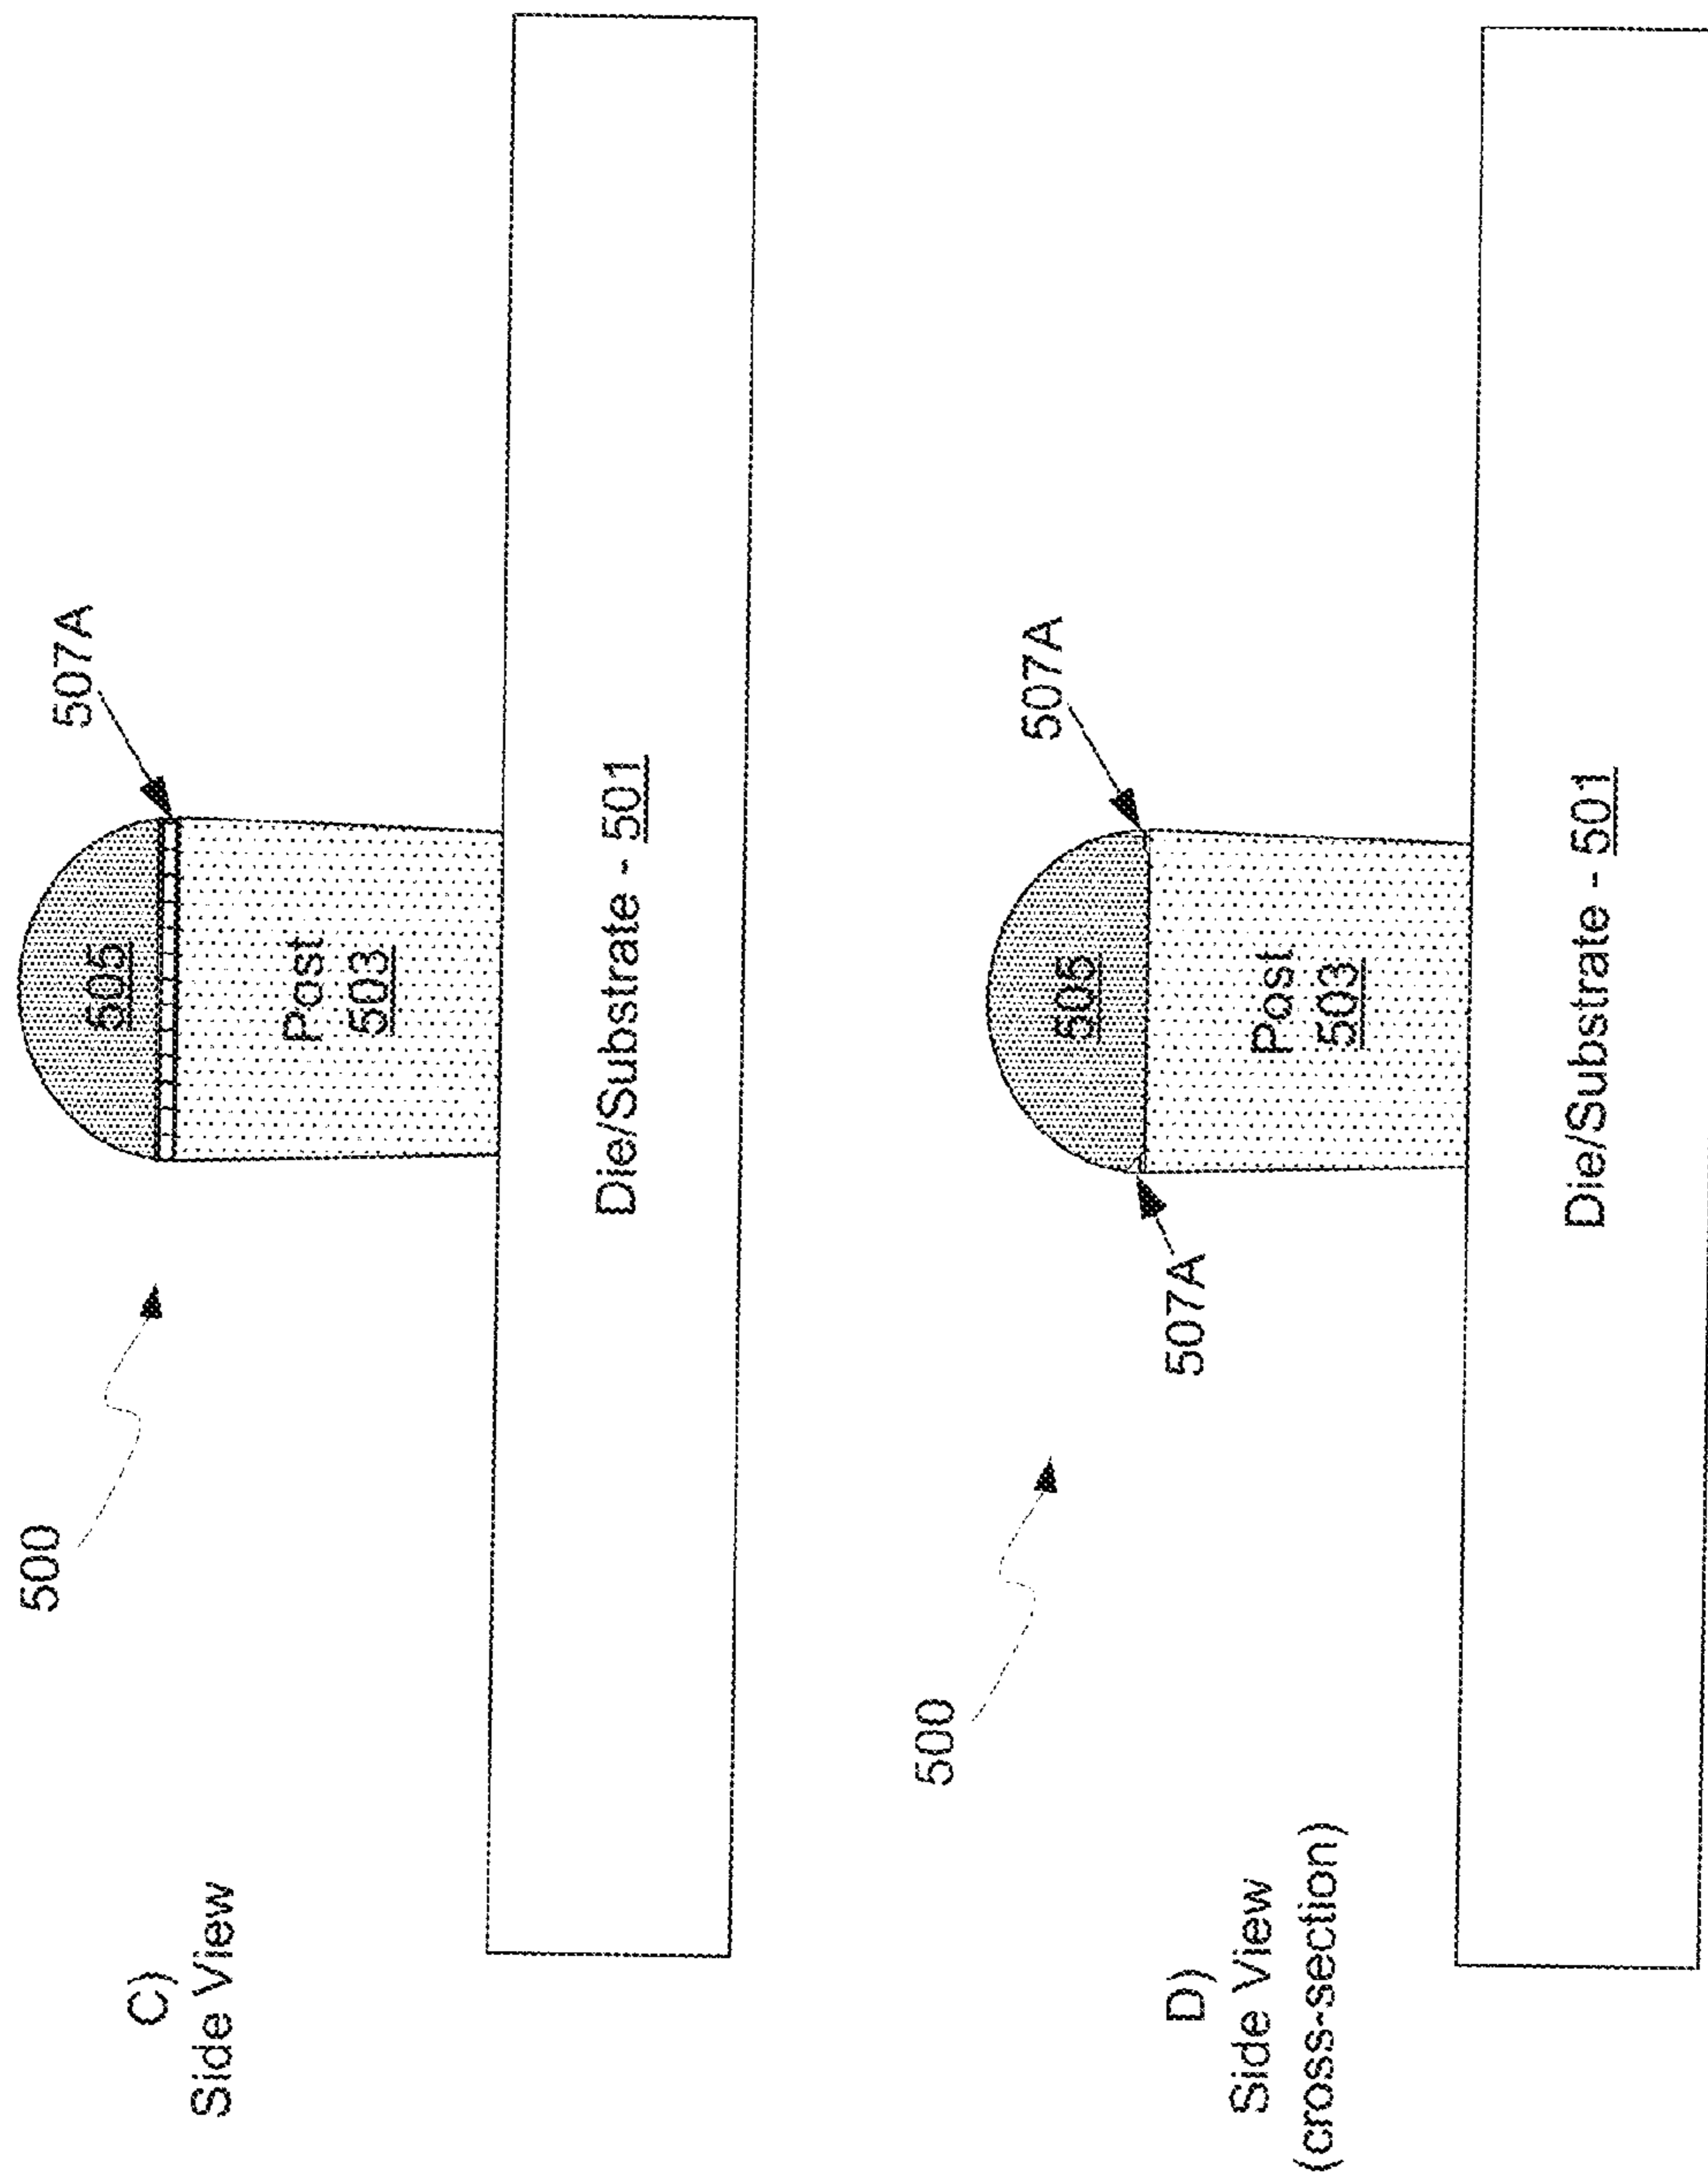 C)
Side View
500
507A
505
Post
503
Die/Substrate - 501
D)
Side View
(cross-section)
500
507A
507A
505
Post
503
Die/Substrate - 501